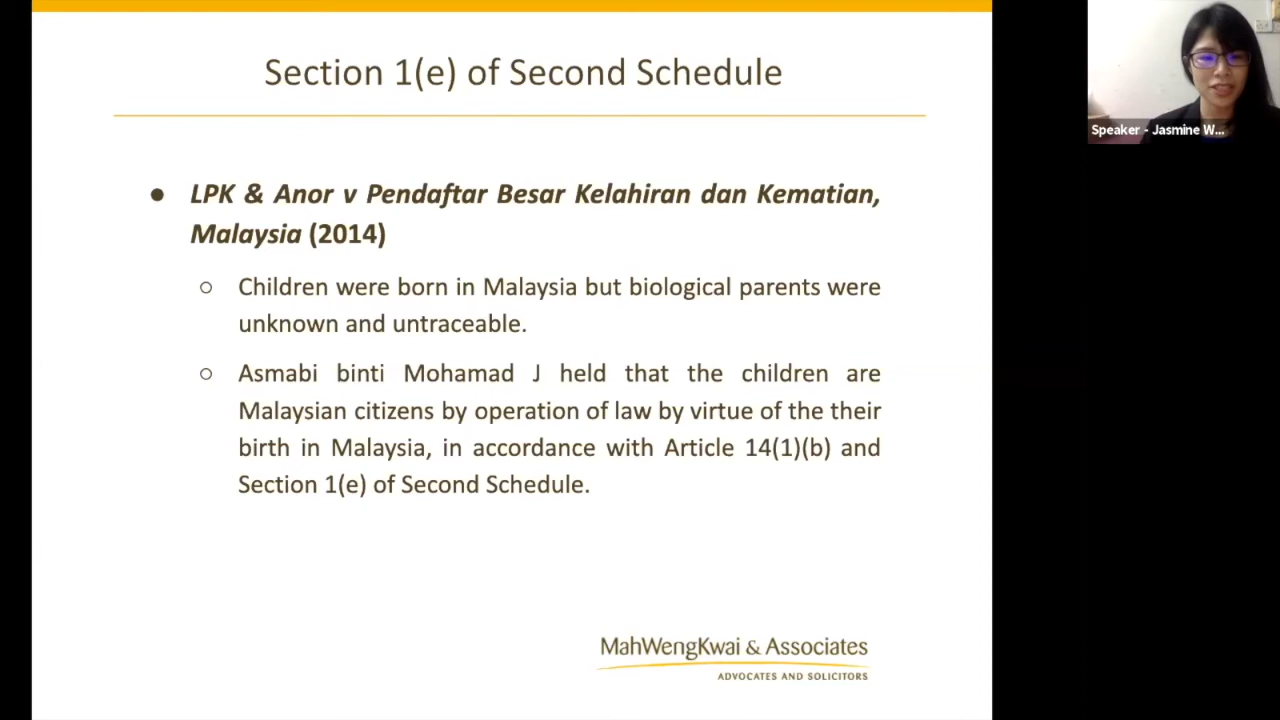 Section 1(e) of Second Schedule
● LPK & Anor v Pendaftar Besar Kelahiran dan Kematian,
Malaysia (2014)
○ Children were born in Malaysia but biological parents were
unknown and untraceable.
○ Asmabi binti Mohamad J held that the children are
Malaysian citizens by operation of law by virtue of the their
birth in Malaysia, in accordance with Article 14(1)(b) and
Section 1(e) of Second Schedule.
MahWengKwai & Associates
ADVOCATES AND SOLICITORS
Speaker - Jasmine W...